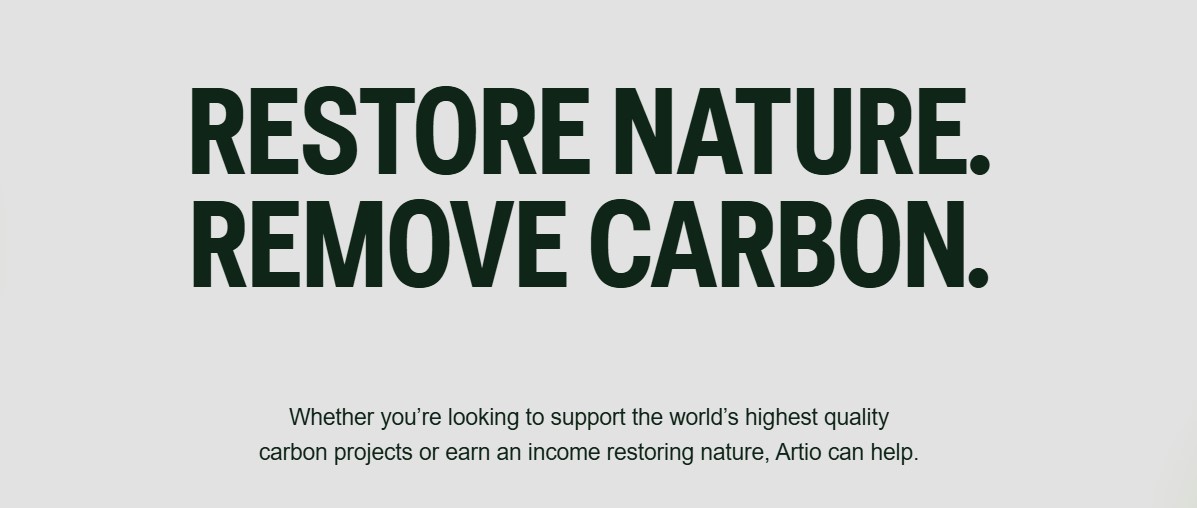 RESTORE NATURE.
REMOVE CARBON.
Whether you’re looking to support the world’s highest quality
carbon projects or earn an income restoring nature, Artio can help.